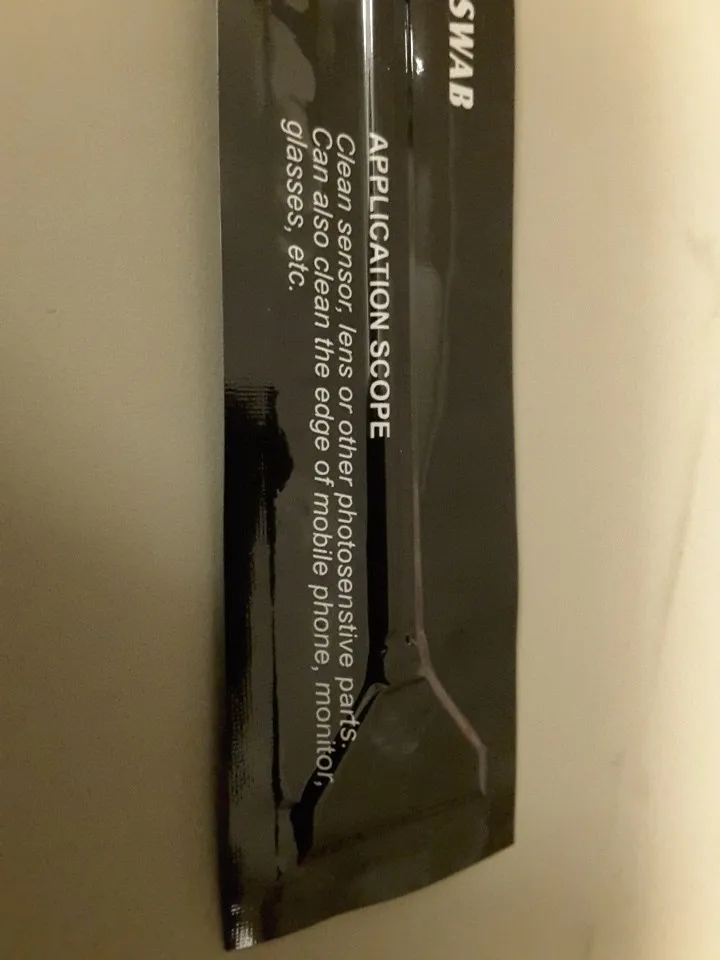 SWAB
APPLICATION SCOPE
Clean sensor, lens or other photosenstive parts.
Can also clean the edge of mobile phone, monitor,
glasses, etc.